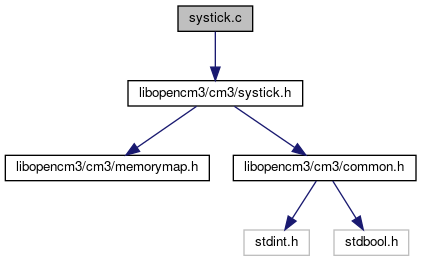 systick.c
libopencm3/cm3/systick.h
libopencm3/cm3/memorymap.h
libopencm3/cm3/common.h
stdint.h
stdbool.h